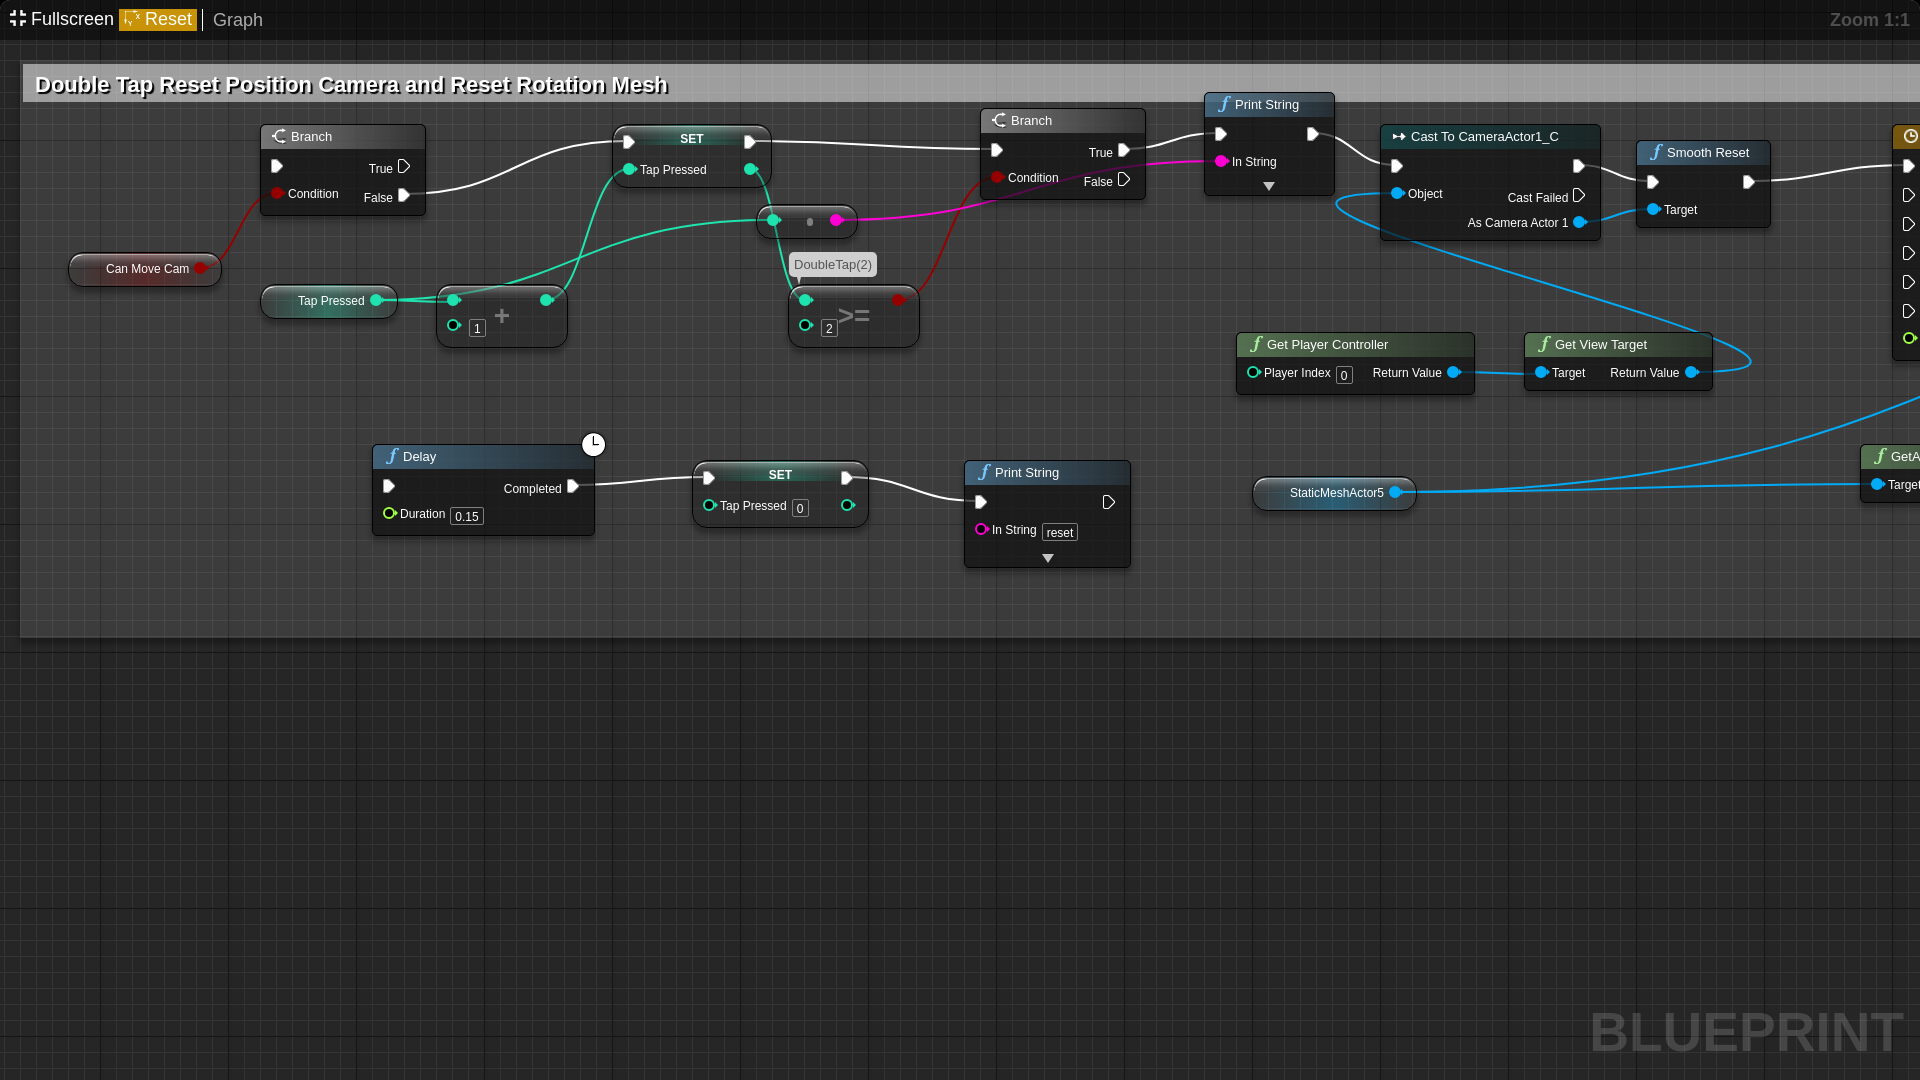 Fullscreen Reset Graph Zoom 1:1
Double Tap Reset Position Camera and Reset Rotation Mesh
Branch
True
Condition
False
SET
Tap Pressed
Branch
True
Condition
False
Print String
In String
Cast To CameraActor1_C
Object
Cast Failed
As Camera Actor 1
Smooth Reset
Target
Can Move Cam
Tap Pressed
1 +
DoubleTap(2)
2 >=
Get Player Controller
Player Index 0 Return Value
Get View Target
Target Return Value
Delay
Completed
Duration 0.15
SET
Tap Pressed 0
Print String
In String reset
StaticMeshActor5
GetA
Target
BLUEPRINT